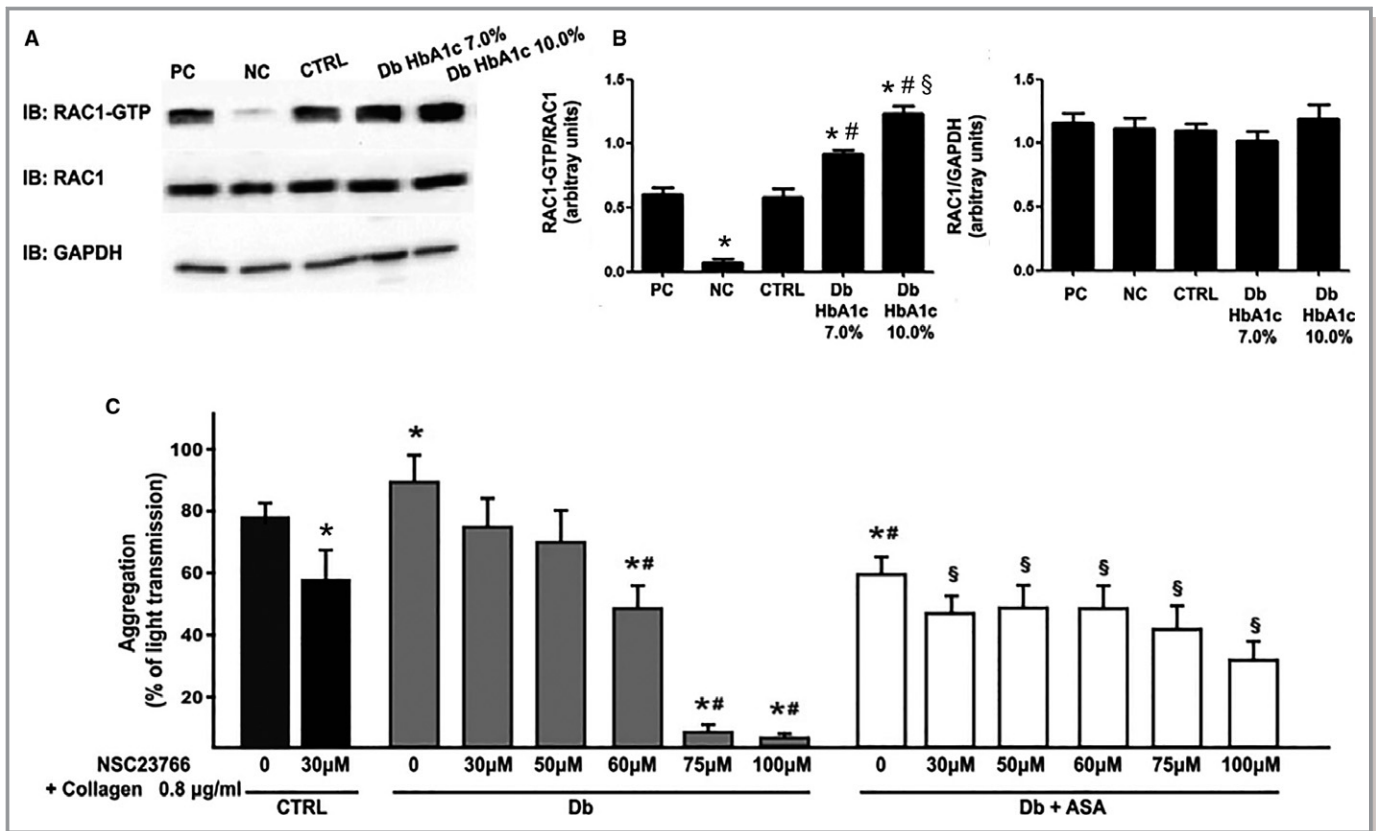 A
PC NC CTRL Db HbA1c 7.0% Db HbA1c 10.0%
IB: RAC1-GTP
IB: RAC1
IB: GAPDH
B
RAC1-GTP/RAC1
(arbitray units)
1.5
1.0
0.5
0.0
*
* #
* # §
PC NC CTRL Db Db
HbA1c HbA1c
7.0% 10.0%
RAC1/GAPDH
(arbitray units)
1.5
1.0
0.5
0.0
PC NC CTRL Db Db
HbA1c HbA1c
7.0% 10.0%
C
Aggregation
(% of light transmission)
100
80
60
40
20
* * *# *# *# *# § § § § §
NSC23766 0 30µM 0 30µM 50µM 60µM 75µM 100µM 0 30µM 50µM 60µM 75µM 100µM
+ Collagen 0.8 µg/ml
CTRL Db Db + ASA